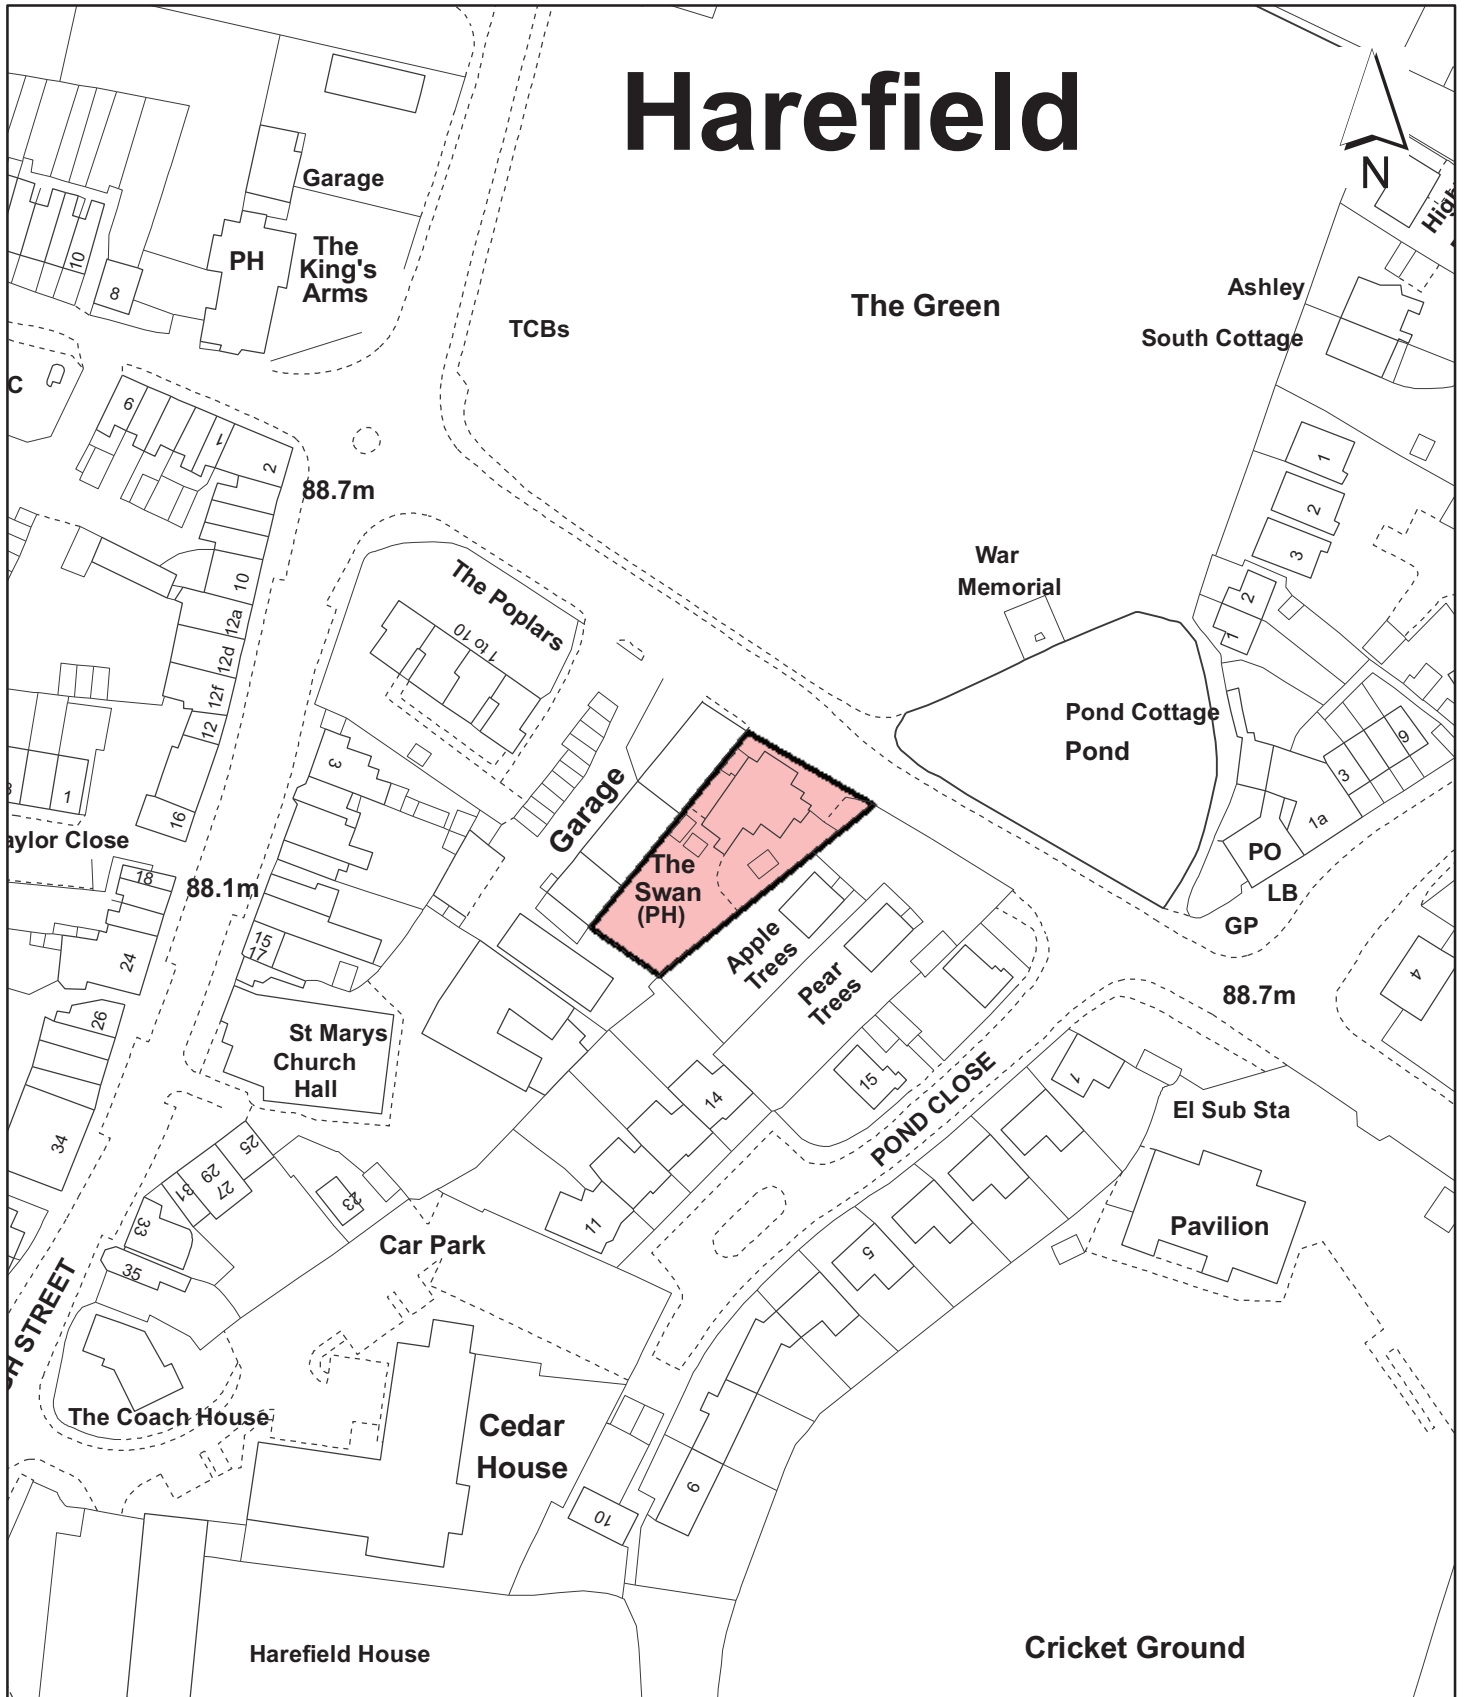 Harefield
N
High
Garage
PH
The
King's
Arms
10
8
TCBs
The Green
Ashley
South Cottage
C
6
1
2
88.7m
1
2
3
2
1
War
Memorial
The Poplars
1 to 10
10
12a
12d
12f
12
16
3
1
aylor Close
18
88.1m
24
26
34
15
17
Garage
The
Swan
(PH)
Apple
Trees
Pear
Trees
Pond Cottage
Pond
6
3
1a
PO
LB
GP
88.7m
4
St Marys
Church
Hall
14
15
POND CLOSE
1
El Sub Sta
Pavilion
25
29
27
31
33
23
35
11
5
Car Park
GH STREET
The Coach House
Cedar
House
9
10
Harefield House
Cricket Ground